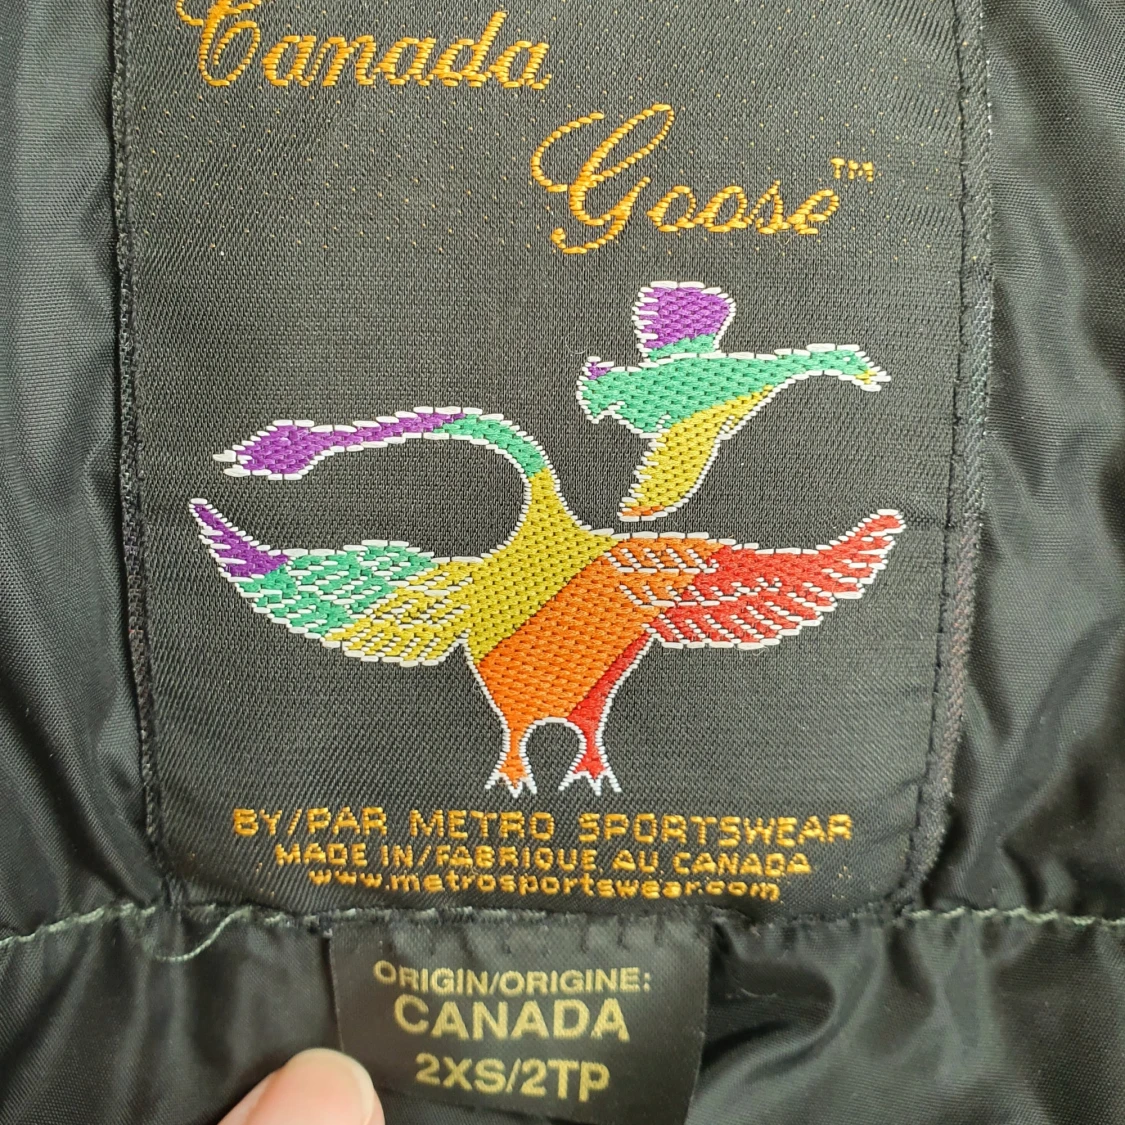 Canada
Goose™
BY/PAR METRO SPORTSWEAR
MADE IN/FABRIQUE AU CANADA
www.metrosportswear.com
ORIGIN/ORIGINE:
CANADA
2XS/2TP